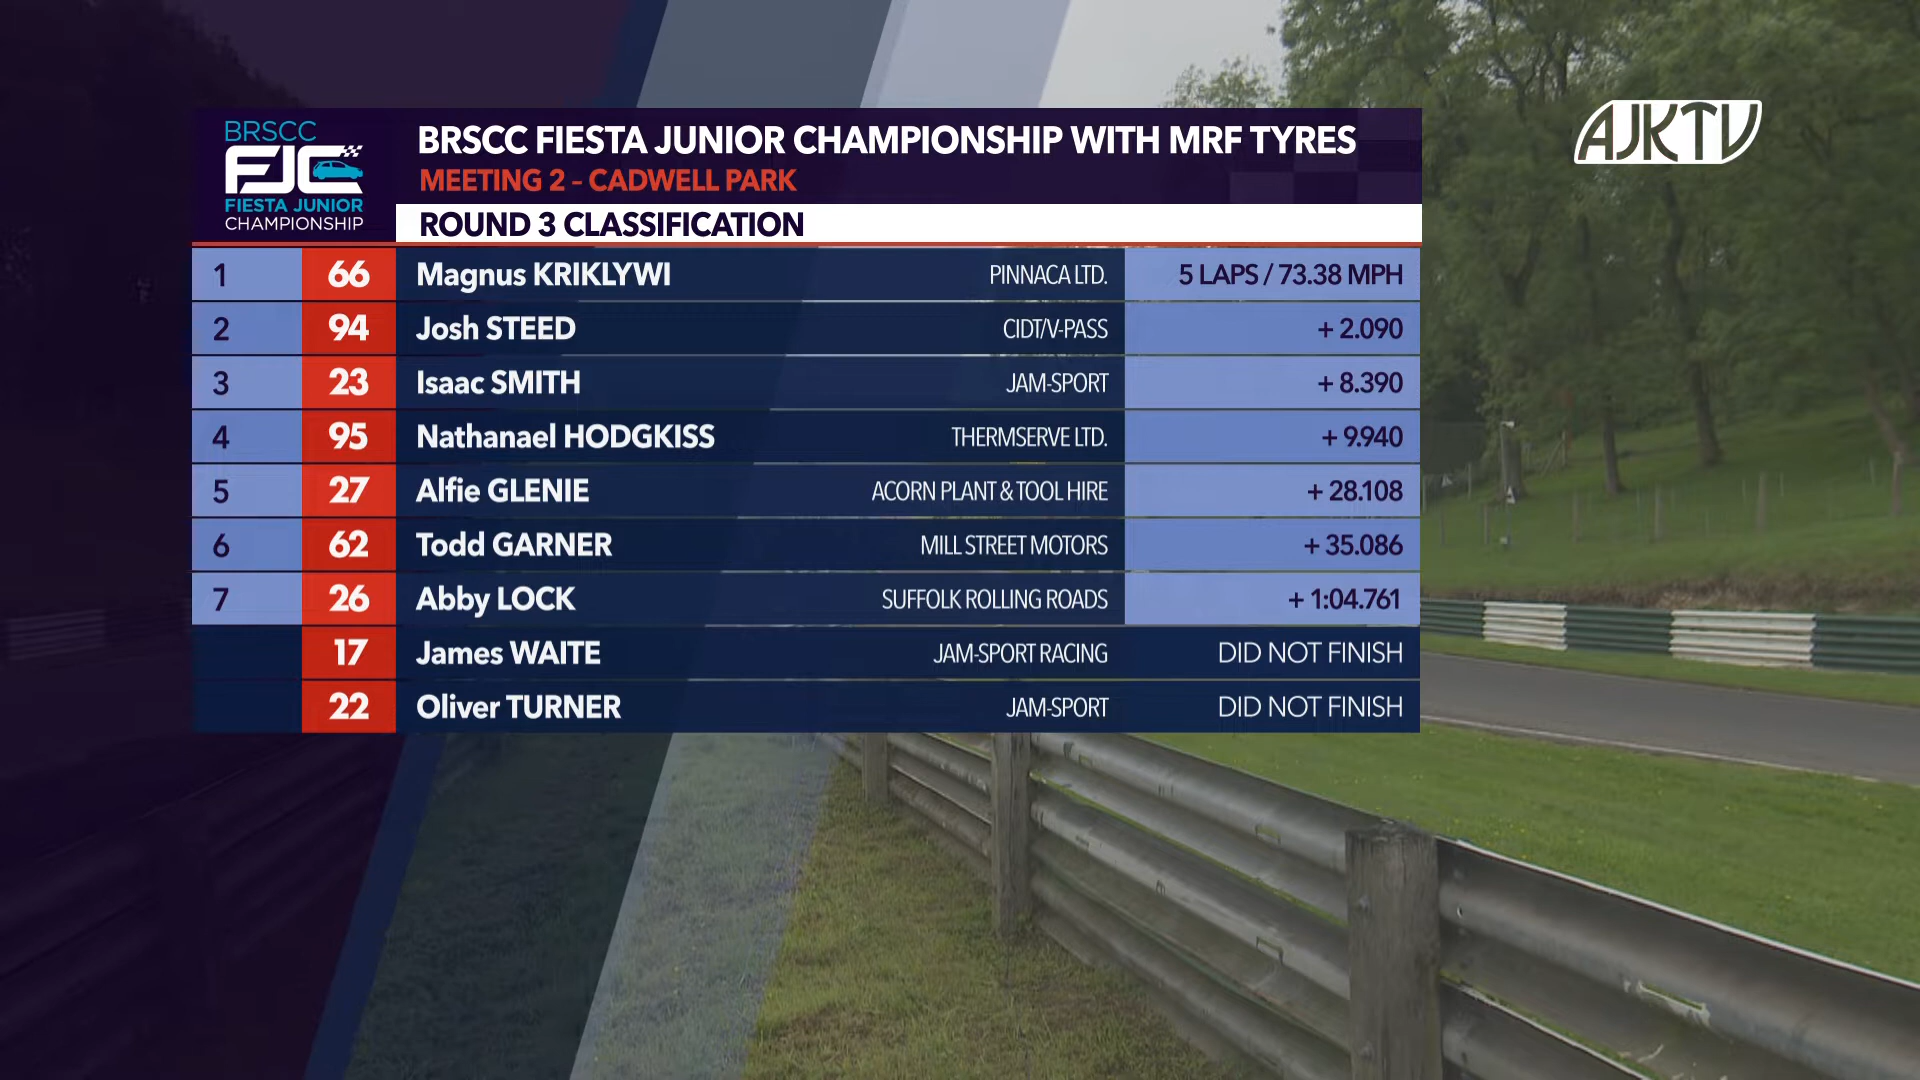 AJKTV
BRSCC
FJC
FIESTA JUNIOR
CHAMPIONSHIP
BRSCC FIESTA JUNIOR CHAMPIONSHIP WITH MRF TYRES
MEETING 2 - CADWELL PARK
ROUND 3 CLASSIFICATION
1 66 Magnus KRIKLYWI PINNACA LTD. 5 LAPS / 73.38 MPH
2 94 Josh STEED CIDT/V-PASS + 2.090
3 23 Isaac SMITH JAM-SPORT + 8.390
4 95 Nathanael HODGKISS THERMSERVE LTD. + 9.940
5 27 Alfie GLENIE ACORN PLANT & TOOL HIRE + 28.108
6 62 Todd GARNER MILL STREET MOTORS + 35.086
7 26 Abby LOCK SUFFOLK ROLLING ROADS + 1:04.761
17 James WAITE JAM-SPORT RACING DID NOT FINISH
22 Oliver TURNER JAM-SPORT DID NOT FINISH